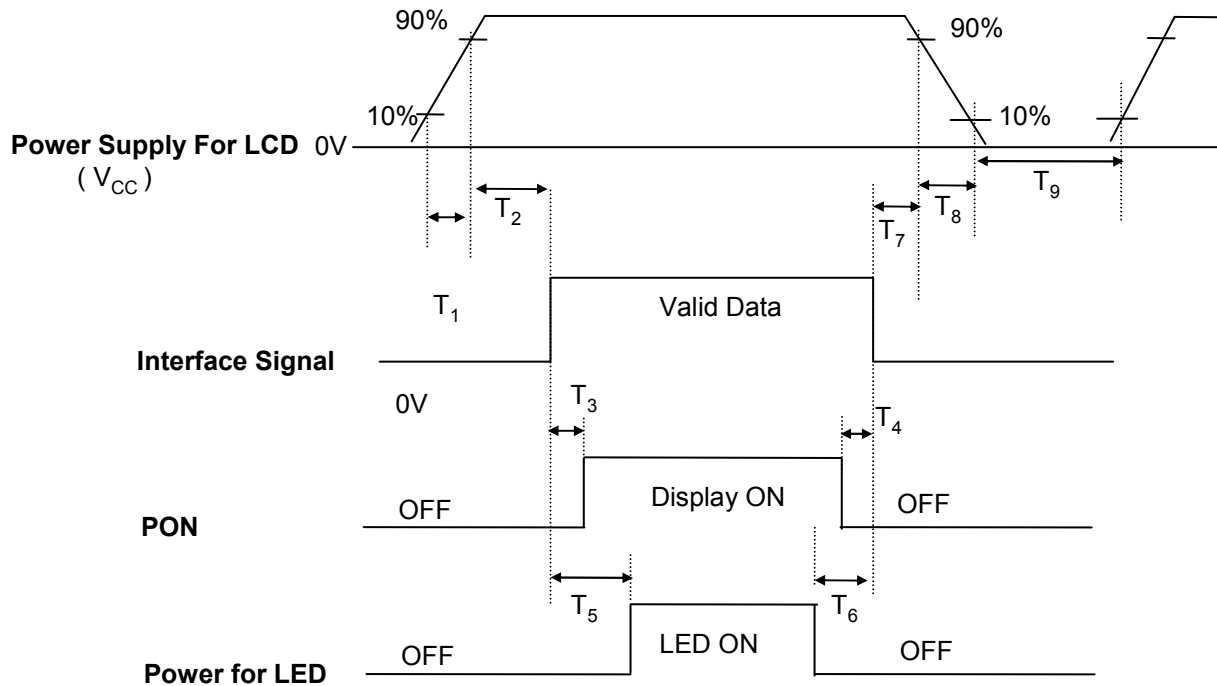 90%
90%
10%
10%
Power Supply For LCD 0V
( VCC )
T2
T7
T8
T9
T1
Valid Data
Interface Signal
0V
T3
T4
OFF
Display ON
OFF
PON
T5
T6
OFF
LED ON
OFF
Power for LED